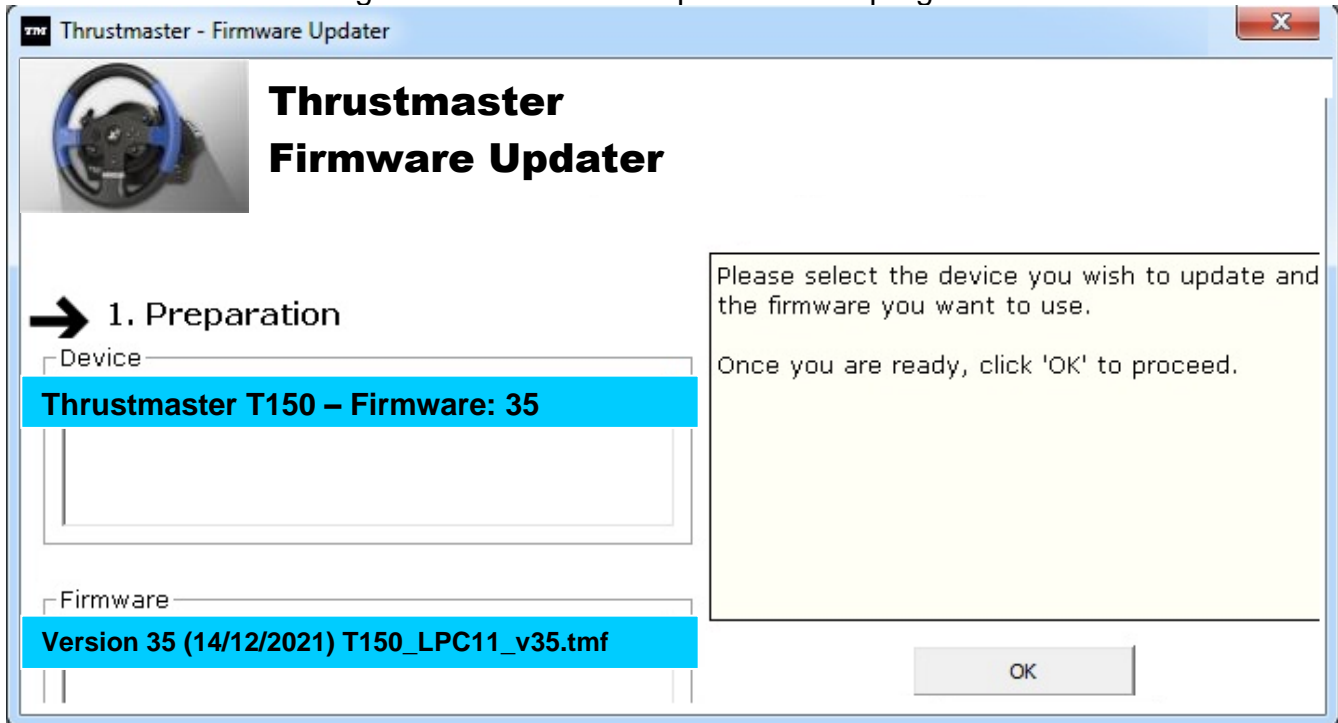 TM Thrustmaster - Firmware Updater
X
Thrustmaster
Firmware Updater
1. Preparation
Device
Thrustmaster T150 – Firmware: 35
Firmware
Version 35 (14/12/2021) T150_LPC11_v35.tmf
Please select the device you wish to update and
the firmware you want to use.
Once you are ready, click 'OK' to proceed.
OK